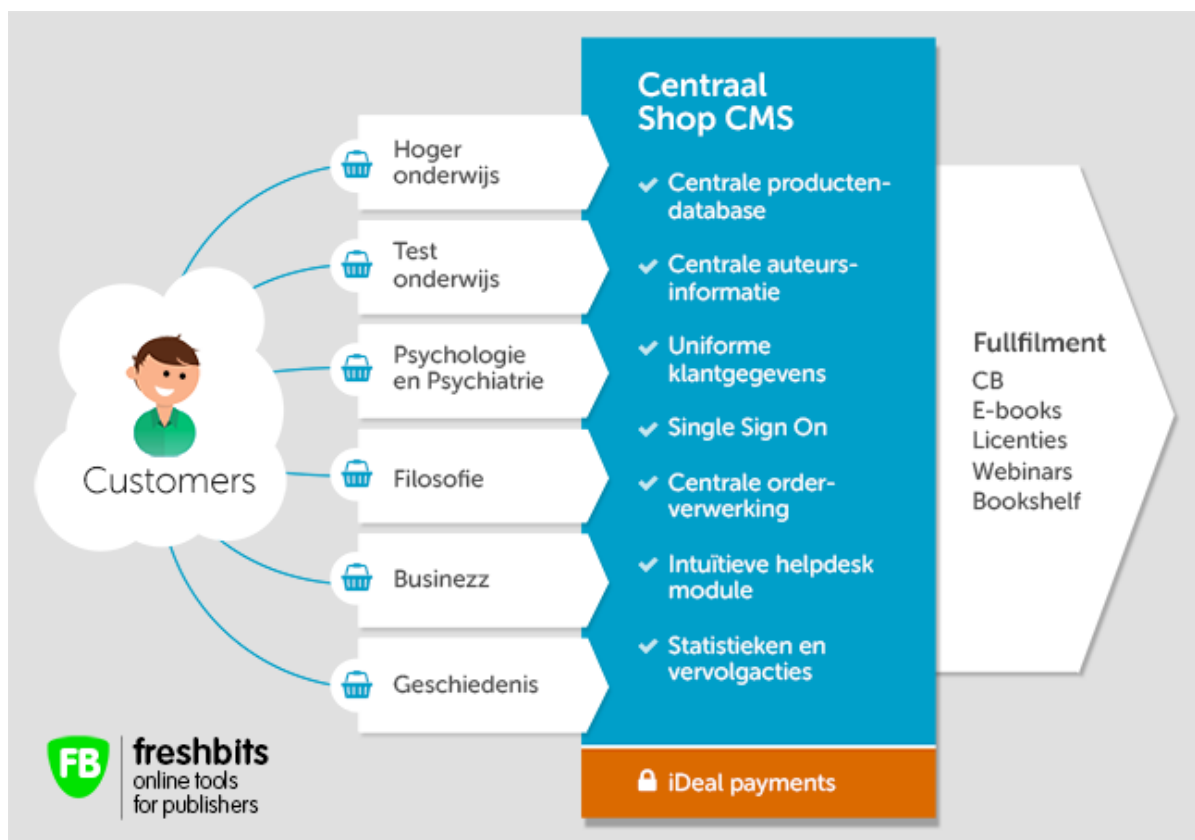 Customers
Hoger
onderwijs
Test
onderwijs
Psychologie
en Psychiatrie
Filosofie
Businezz
Geschiedenis
Centraal
Shop CMS
Centrale producten-
database
Centrale auteurs-
informatie
Uniforme
klantgegevens
Single Sign On
Centrale order-
verwerking
Intuïtieve helpdesk
module
Statistieken en
vervolgacties
iDeal payments
Fullfilment
CB
E-books
Licenties
Webinars
Bookshelf
FB
freshbits
online tools
for publishers